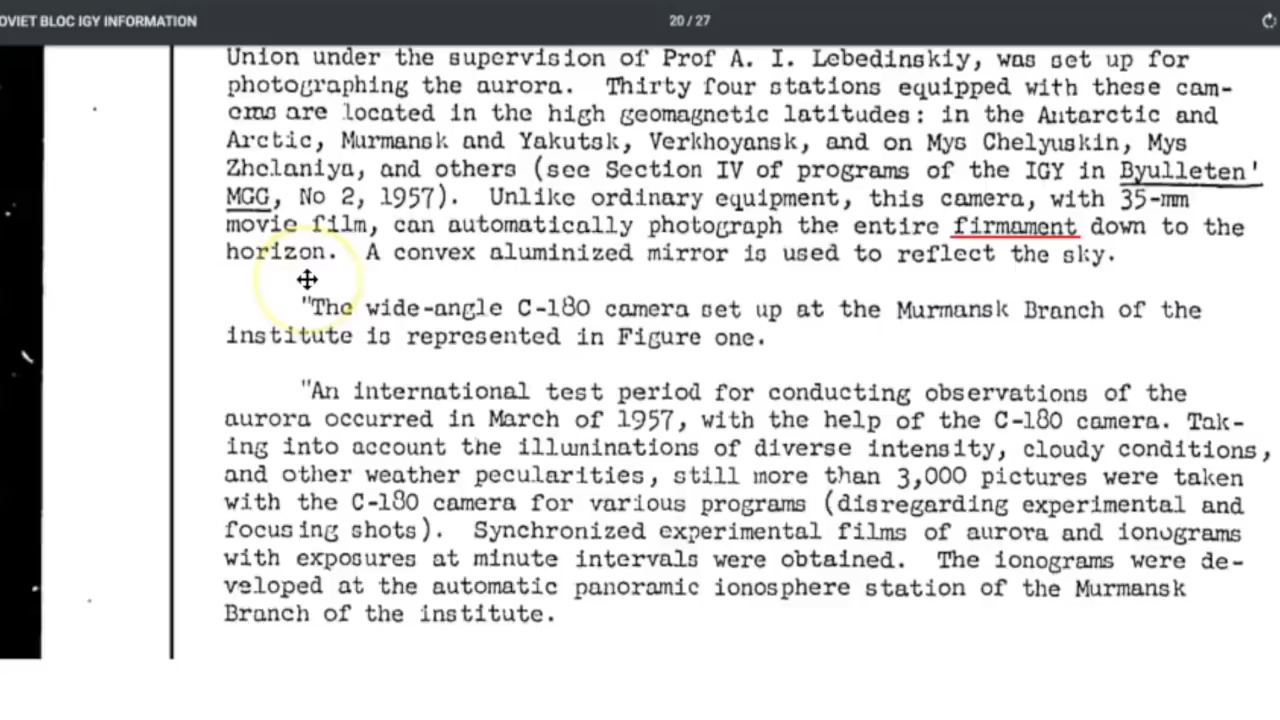 OVIET BLOC IGY INFORMATION
20 / 27
Union under the supervision of Prof A. I. Lebedinskiy, was set up for
photographing the aurora. Thirty four stations equipped with these cam-
eras are located in the high geomagnetic latitudes: in the Antarctic and
Arctic, Murmansk and Yakutsk, Verkhoyansk, and on Mys Chelyuskin, Mys
Zhelaniya, and others (see Section IV of programs of the IGY in Byulleten'
MGG, No 2, 1957). Unlike ordinary equipment, this camera, with 35-mm
movie film, can automatically photograph the entire firmament down to the
horizon. A convex aluminized mirror is used to reflect the sky.
"The wide-angle C-180 camera set up at the Murmansk Branch of the
institute is represented in Figure one.
"An international test period for conducting observations of the
aurora occurred in March of 1957, with the help of the C-180 camera. Tak-
ing into account the illuminations of diverse intensity, cloudy conditions,
and other weather pecularities, still more than 3,000 pictures were taken
with the C-180 camera for various programs (disregarding experimental and
focusing shots). Synchronized experimental films of aurora and ionograms
with exposures at minute intervals were obtained. The ionograms were de-
veloped at the automatic panoramic ionosphere station of the Murmansk
Branch of the institute.